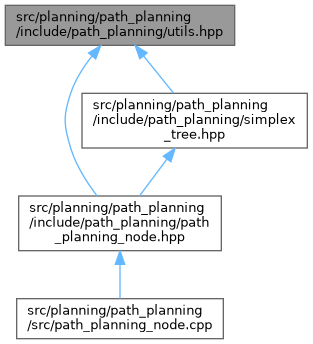 src/planning/path_planning
/include/path_planning/utils.hpp
src/planning/path_planning
/include/path_planning/simplex
_tree.hpp
src/planning/path_planning
/include/path_planning/path
_planning_node.hpp
src/planning/path_planning
/src/path_planning_node.cpp